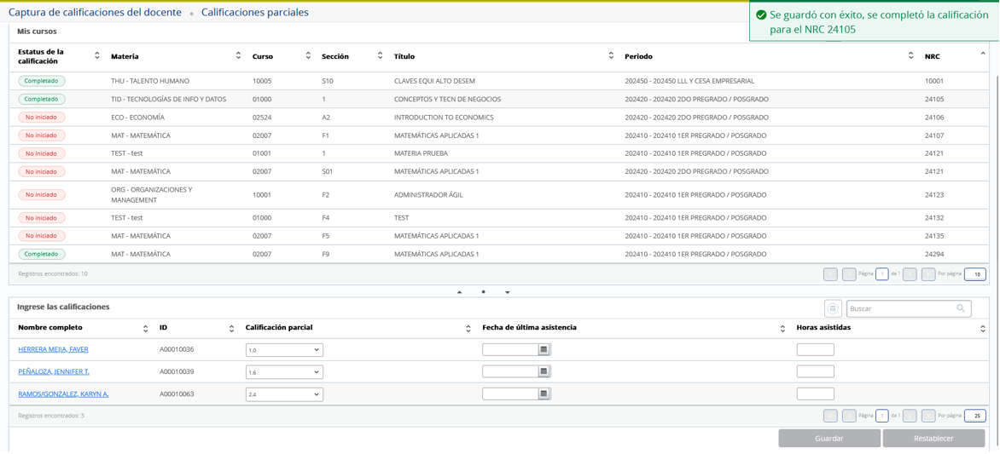 Captura de calificaciones del docente • Calificaciones parciales
Se guardó con éxito, se completó la calificación
para el NRC 24105
Mis cursos
Estatus de la
calificación Materia Curso Sección Título Periodo NRC
Completado THU - TALENTO HUMANO 10005 S10 CLAVES EQUI ALTO DESEM 202450 - 202450 LLL Y CESA EMPRESARIAL 10001
Completado TID - TECNOLOGÍAS DE INFO Y DATOS 01000 1 CONCEPTOS Y TECN DE NEGOCIOS 202420 - 202420 2DO PREGRADO / POSGRADO 24105
No iniciado ECO - ECONOMÍA 02524 A2 INTRODUCTION TO ECONOMICS 202420 - 202420 2DO PREGRADO / POSGRADO 24106
No iniciado MAT - MATEMÁTICA 02007 F1 MATEMÁTICAS APLICADAS 1 202410 - 202410 1ER PREGRADO / POSGRADO 24107
No iniciado TEST - test 01001 1 MATERIA PRUEBA 202410 - 202410 1ER PREGRADO / POSGRADO 24121
No iniciado MAT - MATEMÁTICA 02007 S01 MATEMÁTICAS APLICADAS 1 202420 - 202420 2DO PREGRADO / POSGRADO 24121
No iniciado ORG - ORGANIZACIONES Y
MANAGEMENT 10001 F2 ADMINISTRADOR ÁGIL 202410 - 202410 1ER PREGRADO / POSGRADO 24123
No iniciado TEST - test 01000 F4 TEST 202410 - 202410 1ER PREGRADO / POSGRADO 24132
No iniciado MAT - MATEMÁTICA 02007 F5 MATEMÁTICAS APLICADAS 1 202410 - 202410 1ER PREGRADO / POSGRADO 24135
Completado MAT - MATEMÁTICA 02007 F9 MATEMÁTICAS APLICADAS 1 202410 - 202410 1ER PREGRADO / POSGRADO 24294
Registros encontrados: 10 Página 1 de 1 Por página 10
Ingrese las calificaciones Buscar
Nombre completo ID Calificación parcial Fecha de última asistencia Horas asistidas
HERRERA MEJIA, FAVER A00010036 1.0
PEÑALOZA, JENNIFER T. A00010039 1.6
RAMOS/GONZALEZ, KARYN A. A00010063 2.4
Registros encontrados: 3 Página 1 de 1 Por página 25
Guardar Restablecer